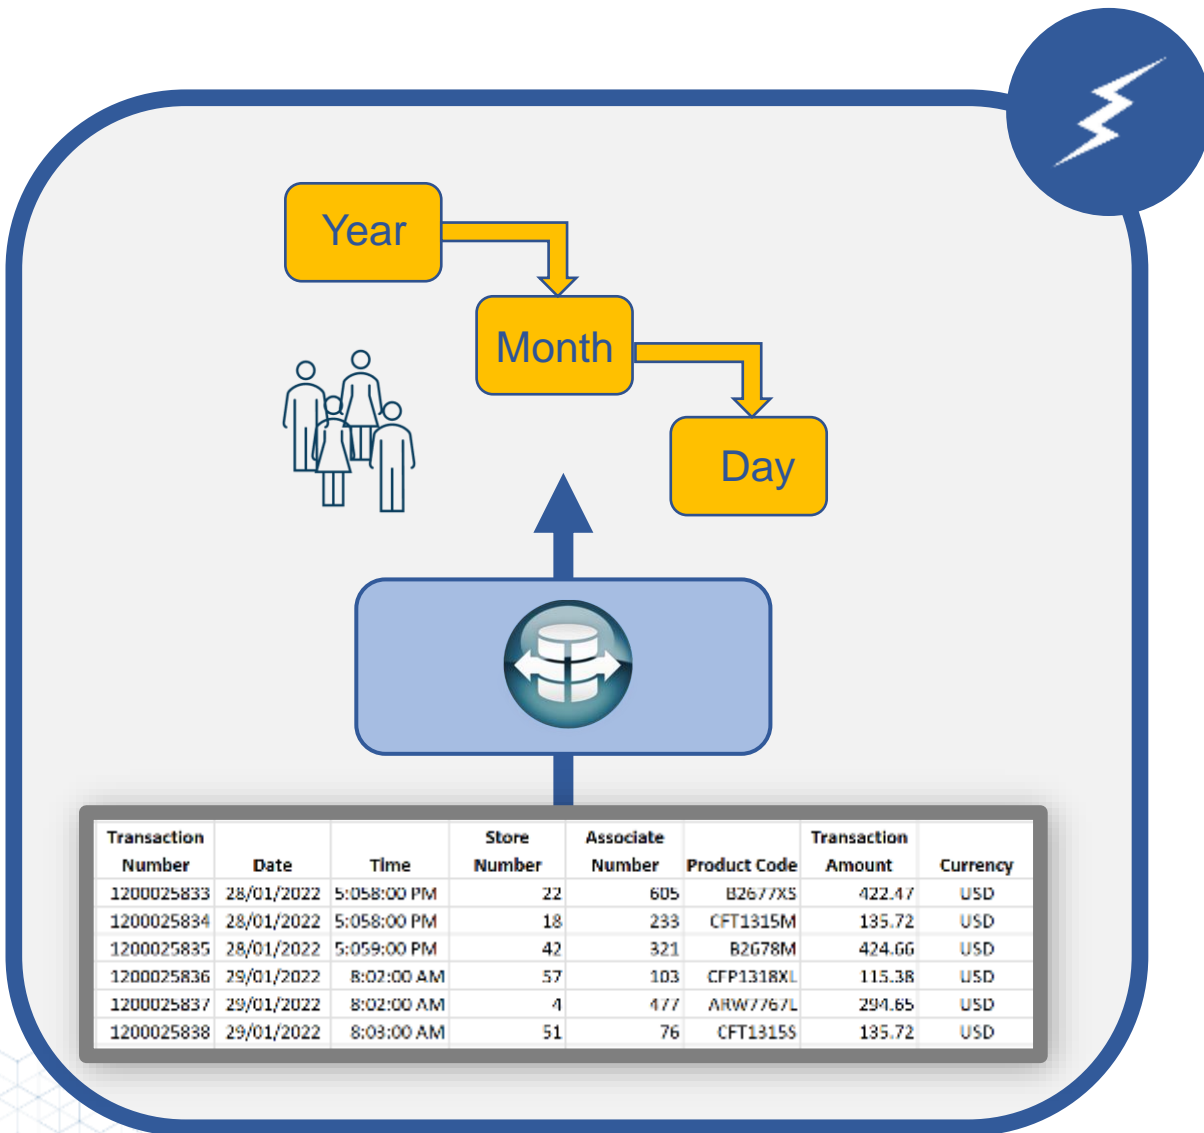 Year
Month
Day
Transaction Number Date Time Store Number Associate Number Product Code Transaction Amount Currency
1200025833 28/01/2022 5:058:00 PM 22 605 B2677XS 422.47 USD
1200025834 28/01/2022 5:058:00 PM 18 233 CFT1315M 135.72 USD
1200025835 28/01/2022 5:059:00 PM 42 321 B2678M 424.66 USD
1200025836 29/01/2022 8:02:00 AM 57 103 CFP1318XL 115.38 USD
1200025837 29/01/2022 8:02:00 AM 4 477 ARW7767L 294.65 USD
1200025838 29/01/2022 8:03:00 AM 51 76 CFT1315S 135.72 USD